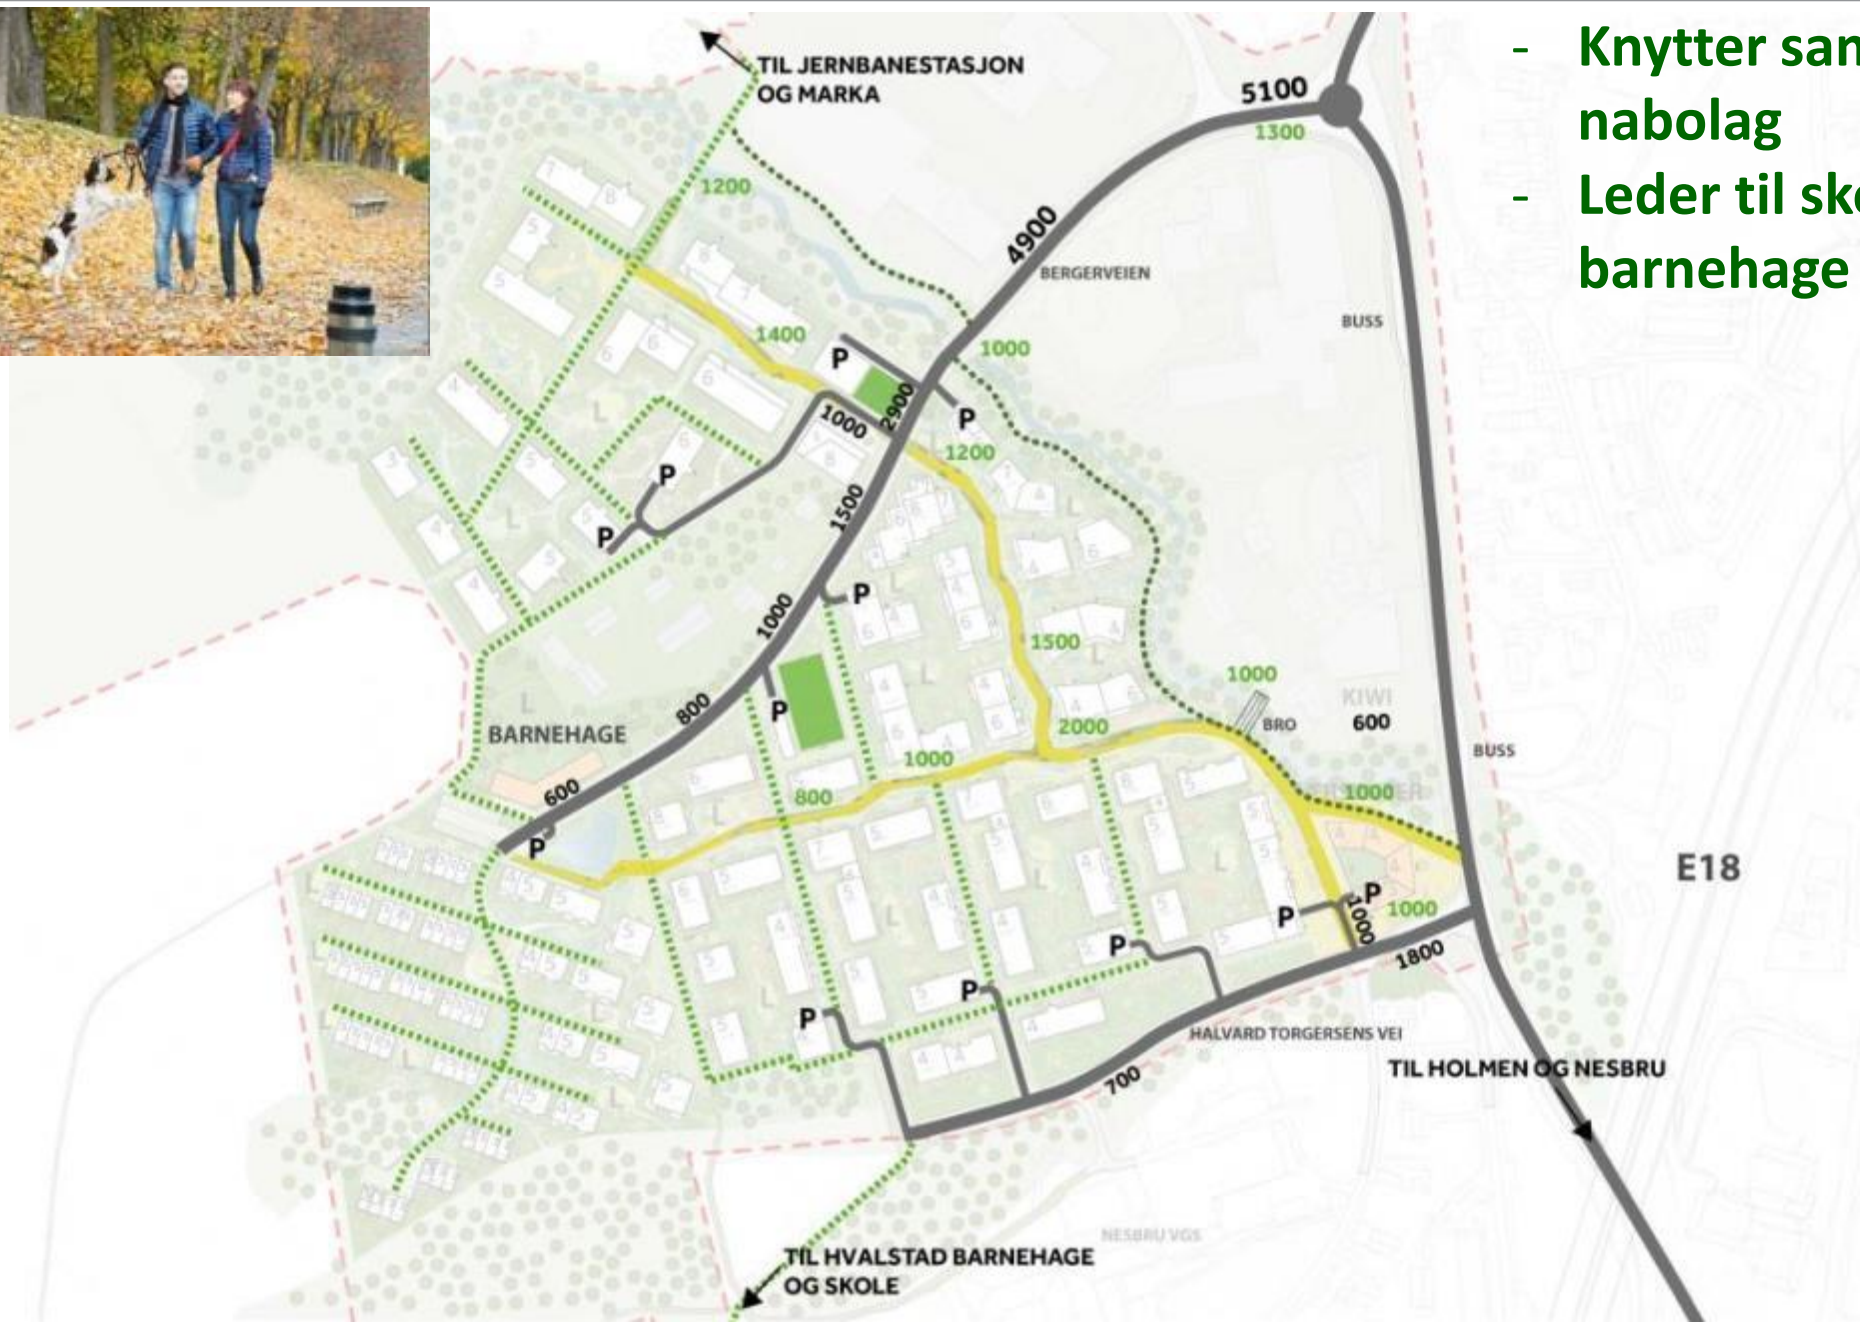 - Knytter san
nabolag
- Leder til sk
barnehage
TIL JERNBANESTASJON
OG MARKA
5100
1300
1200
4900
BERGERVEIEN
BUSS
1400
P
1000
2900
1000
P
1200
P
1500
P
P
1000
1500
1000
2000
BRO
KIWI
600
BUSS
P
800
BARNEHAGE
1000
800
600
P
1000
E18
P
P
1000
1000
1800
P
P
P
HALVARD TORGERSENS VEI
700
TIL HOLMEN OG NESBRU
NESBRU VGS
TIL HVALSTAD BARNEHAGE
OG SKOLE